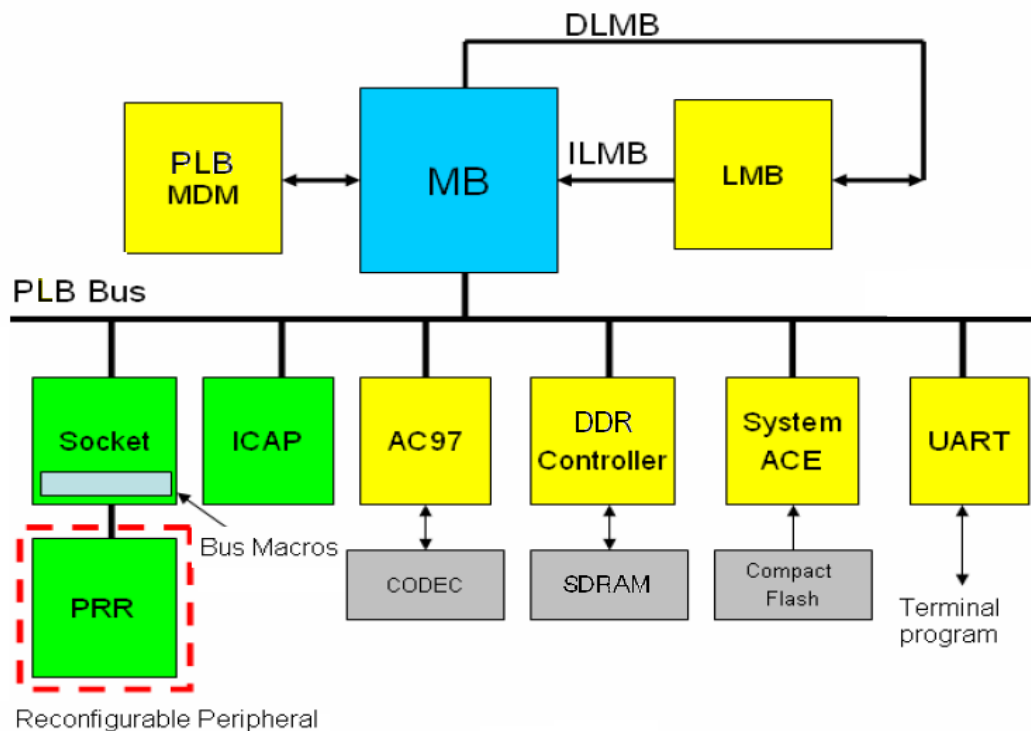 DLMB
PLB
MDM
MB
ILMB
LMB
PLB Bus
Socket
ICAP
AC97
DDR
Controller
System
ACE
UART
Bus Macros
PRR
CODEC
SDRAM
Compact
Flash
Terminal
program
Reconfigurable Peripheral